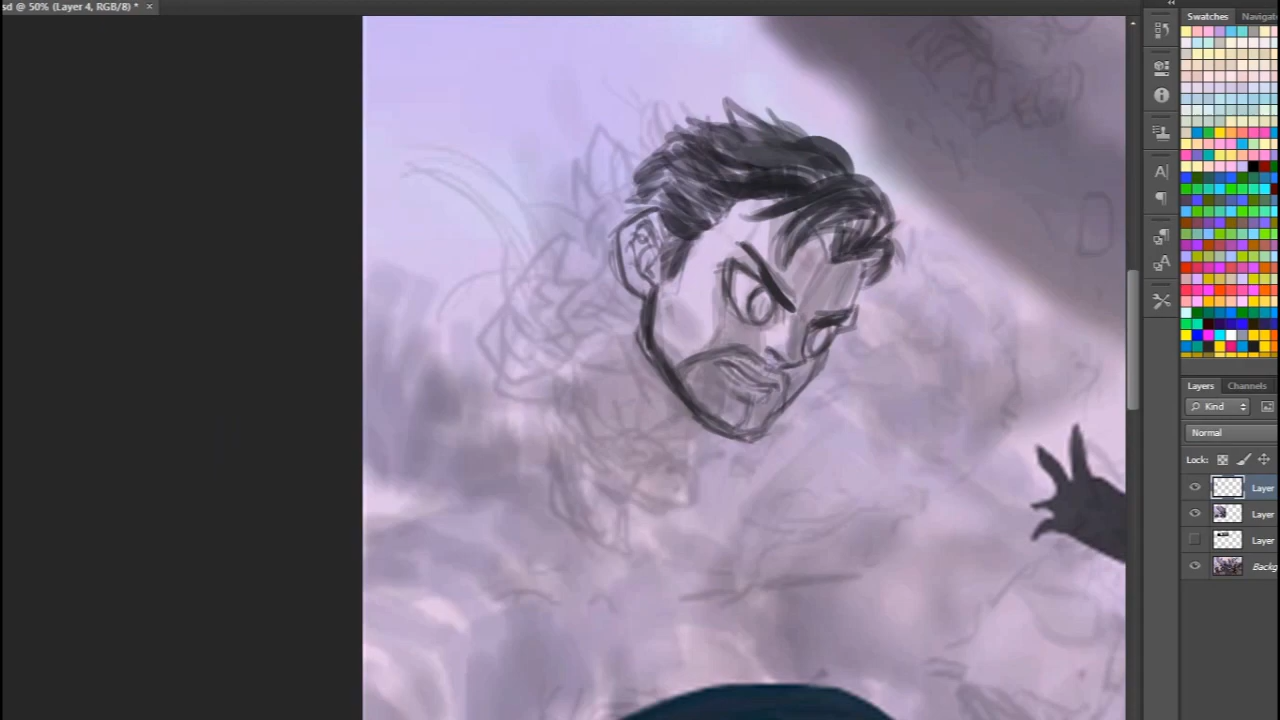 sd @ 50% (Layer 4, RGB/8) * ×
Swatches Navigat
Layers Channels
Kind
Normal
Lock:
Layer
Layer
Layer
Backg